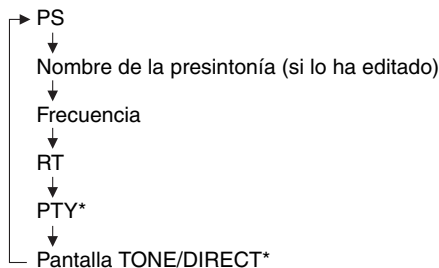 PS
Nombre de la presintonía (si lo ha editado)
Frecuencia
RT
PTY*
Pantalla TONE/DIRECT*